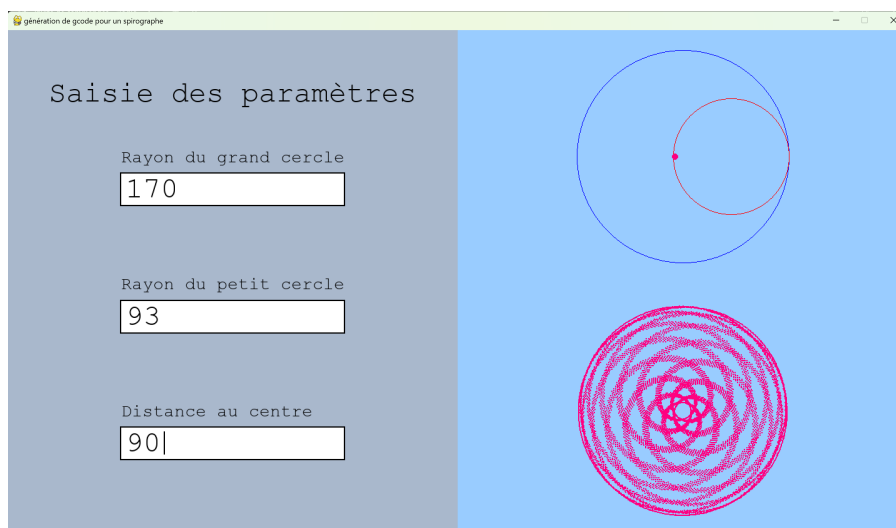 génération de gcode pour un spirographe
Saisie des paramètres
Rayon du grand cercle
170
Rayon du petit cercle
93
Distance au centre
90